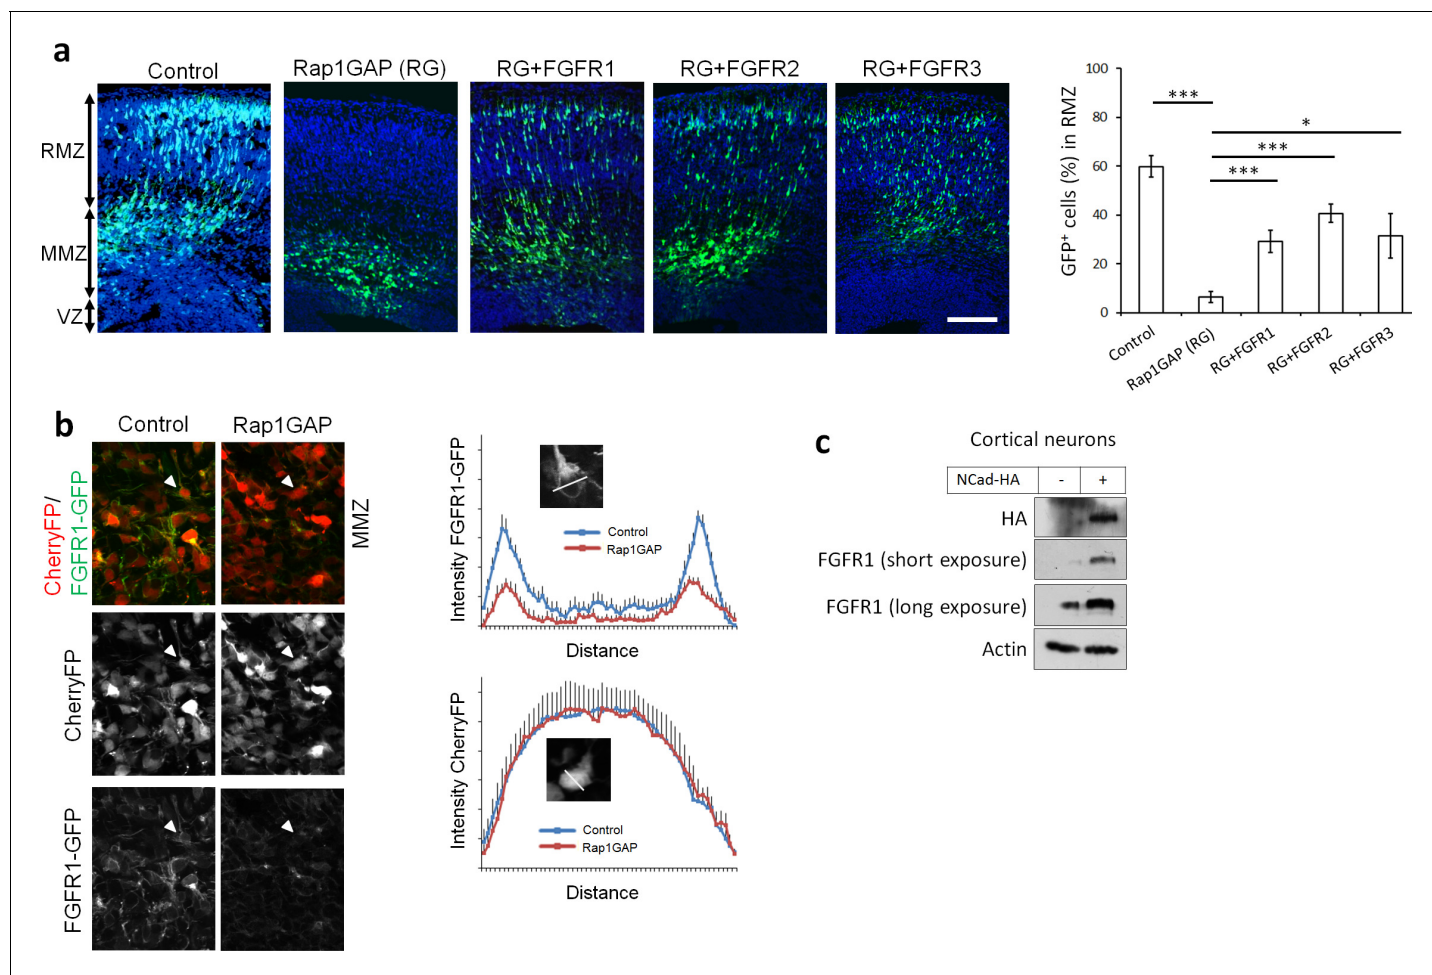 a
Control
Rap1GAP (RG)
RG+FGFR1
RG+FGFR2
RG+FGFR3
RMZ
MMZ
VZ
GFP+ cells (%) in RMZ
100
80
60
40
20
0
***
*
***
***
Control
Rap1GAP (RG)
RG+FGFR1
RG+FGFR2
RG+FGFR3
b
Control
Rap1GAP
CherryFP/
FGFR1-GFP
MMZ
CherryFP
FGFR1-GFP
Intensity FGFR1-GFP
Control
Rap1GAP
Distance
Intensity CherryFP
Control
Rap1GAP
Distance
c
Cortical neurons
NCad-HA - +
HA
FGFR1 (short exposure)
FGFR1 (long exposure)
Actin